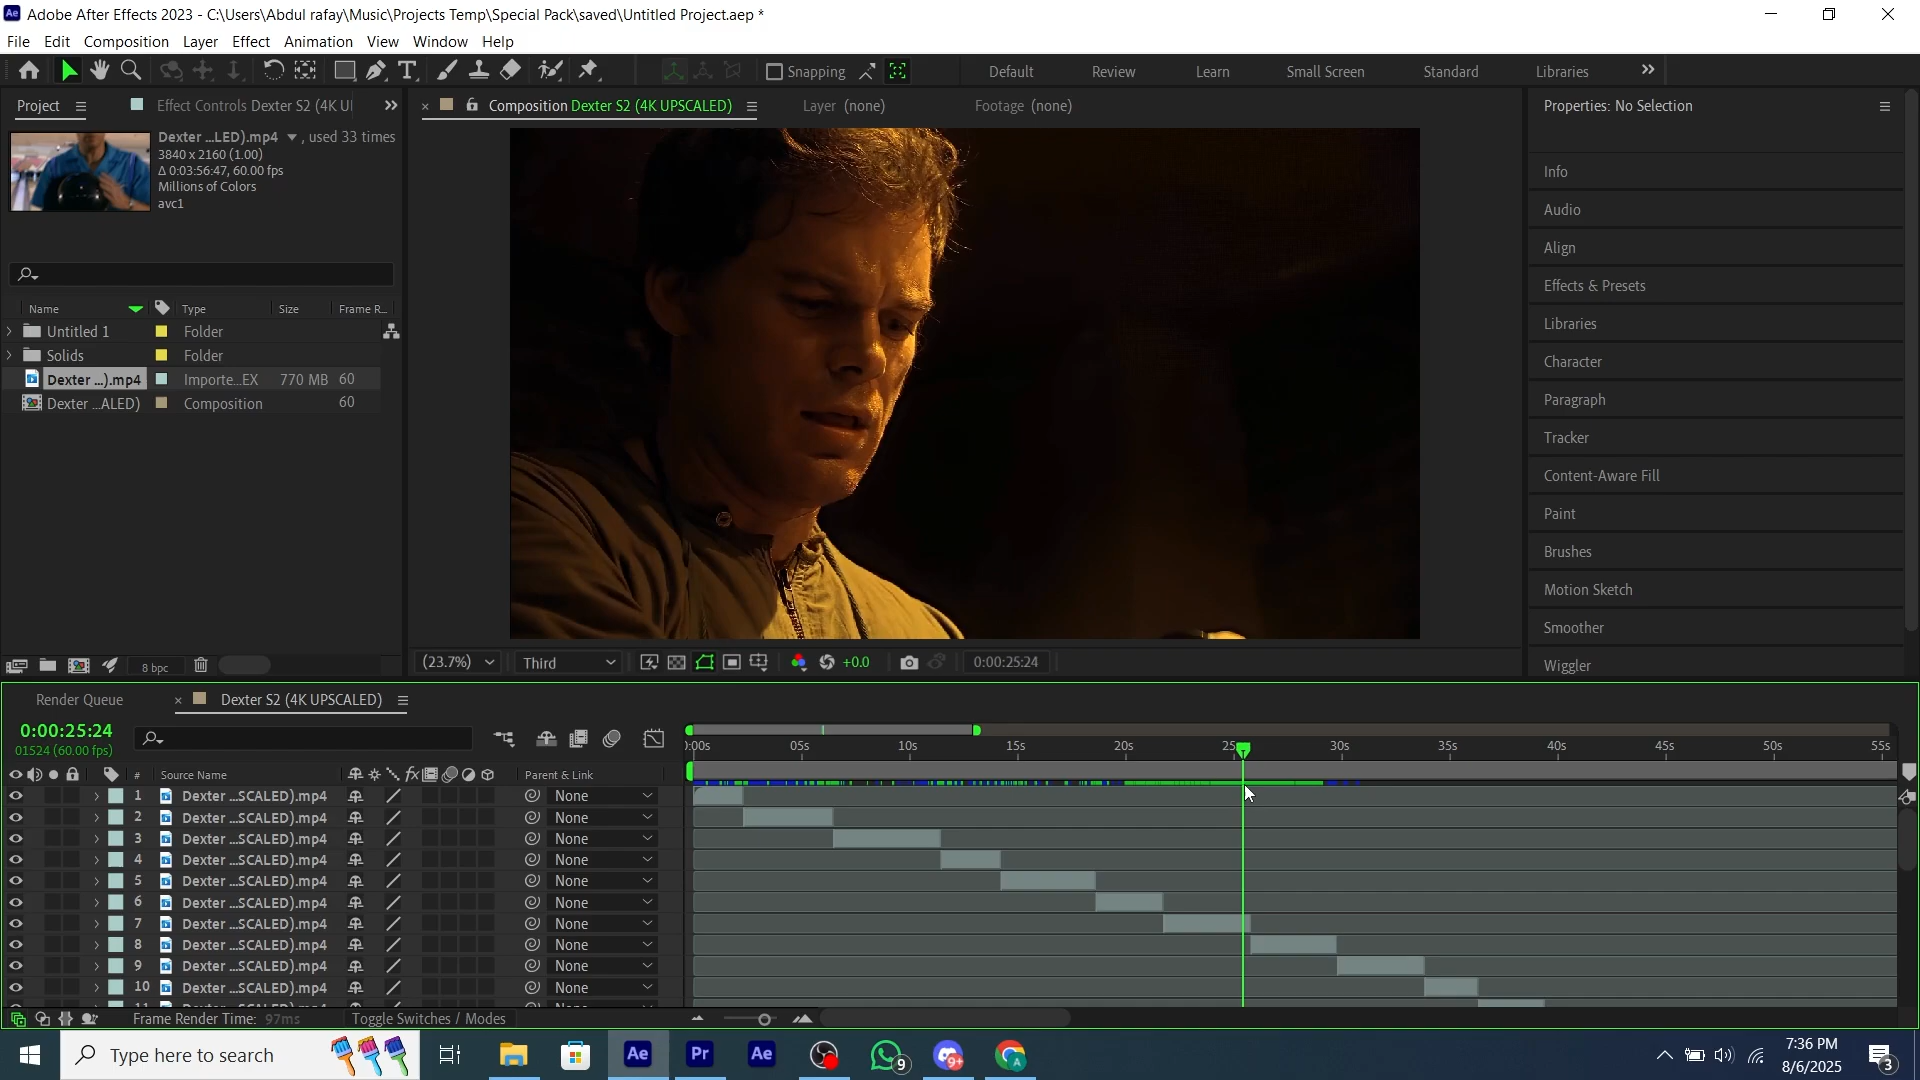 Adobe After Effects 2023 - C:\Users\Abdul rafay\Music\Projects Temp\Special Pack\saved\Untitled Project.aep *
File Edit Composition Layer Effect Animation View Window Help
Snapping
Default Review Learn Small Screen Standard Libraries
Project
Effect Controls Dexter S2 (4K U
Composition Dexter S2 (4K UPSCALED)
Layer (none)
Footage (none)
Properties: No Selection
Dexter ...LED).mp4 , used 33 times
3840 x 2160 (1.00)
Δ 0:03:56:47, 60.00 fps
Millions of Colors
avc1
Name Type Size Frame R...
Untitled 1 Folder
Solids Folder
Dexter ...).mp4 Importe...EX 770 MB 60
Dexter ...ALED) Composition 60
8 bpc
(23.7%) Third +0.0 0:00:25:24
Info
Audio
Align
Effects & Presets
Libraries
Character
Paragraph
Tracker
Content-Aware Fill
Paint
Brushes
Motion Sketch
Smoother
Wiggler
Render Queue
Dexter S2 (4K UPSCALED)
0:00:25:24
01524 (60.00 fps)
):00s 05s 10s 15s 20s 25s 30s 35s 40s 45s 50s 55s
# Source Name Parent & Link
1 Dexter ...SCALED).mp4 None
2 Dexter ...SCALED).mp4 None
3 Dexter ...SCALED).mp4 None
4 Dexter ...SCALED).mp4 None
5 Dexter ...SCALED).mp4 None
6 Dexter ...SCALED).mp4 None
7 Dexter ...SCALED).mp4 None
8 Dexter ...SCALED).mp4 None
9 Dexter ...SCALED).mp4 None
10 Dexter ...SCALED).mp4 None
Frame Render Time: 97ms Toggle Switches / Modes
Type here to search
Ae Pr Ae 9 9+ A
7:36 PM
8/6/2025
3